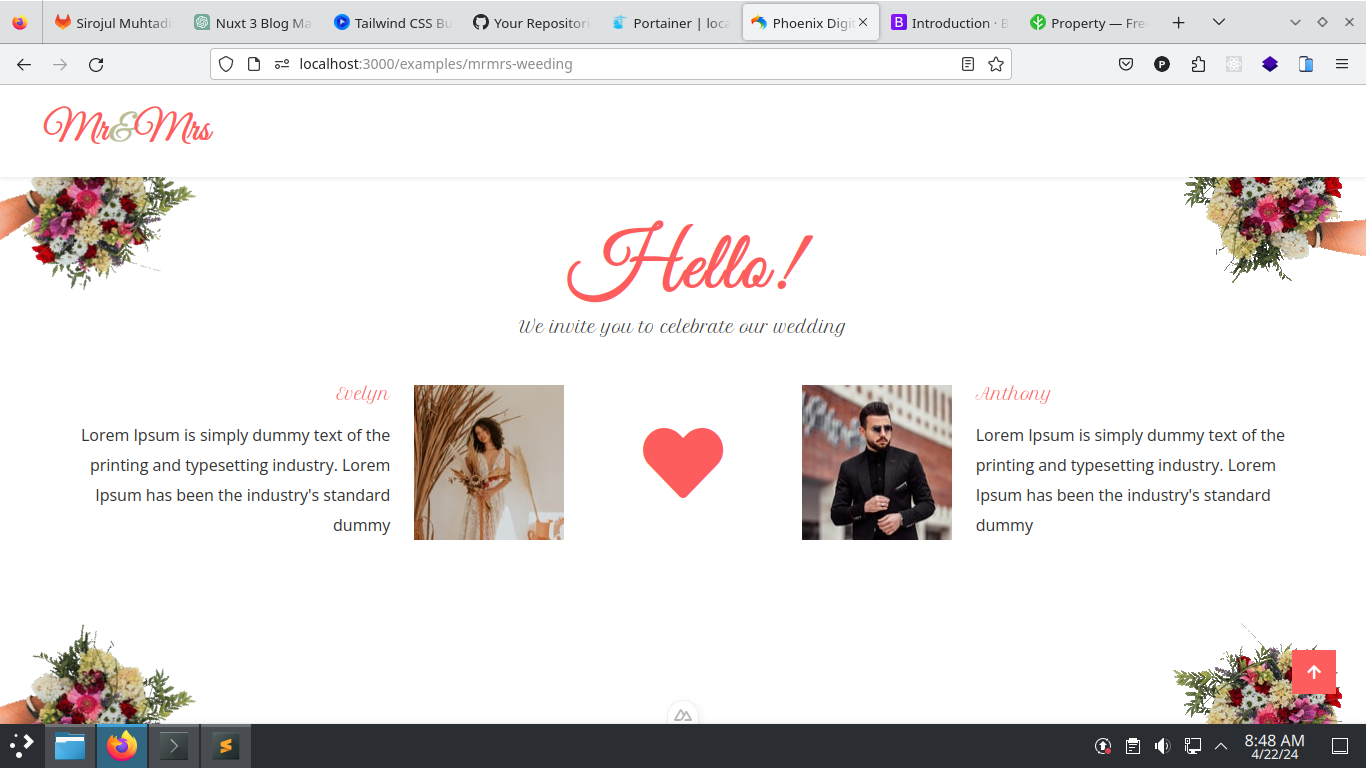 Sirojul Muhtadi
Nuxt 3 Blog Ma
Tailwind CSS Bu
Your Repositori
Portainer | loca
Phoenix Digit
Introduction · B
Property — Free
localhost:3000/examples/mrmrs-weeding
Mr&Mrs
Hello!
We invite you to celebrate our wedding
Evelyn
Lorem Ipsum is simply dummy text of the
printing and typesetting industry. Lorem
Ipsum has been the industry's standard
dummy
Anthony
Lorem Ipsum is simply dummy text of the
printing and typesetting industry. Lorem
Ipsum has been the industry's standard
dummy
8:48 AM
4/22/24